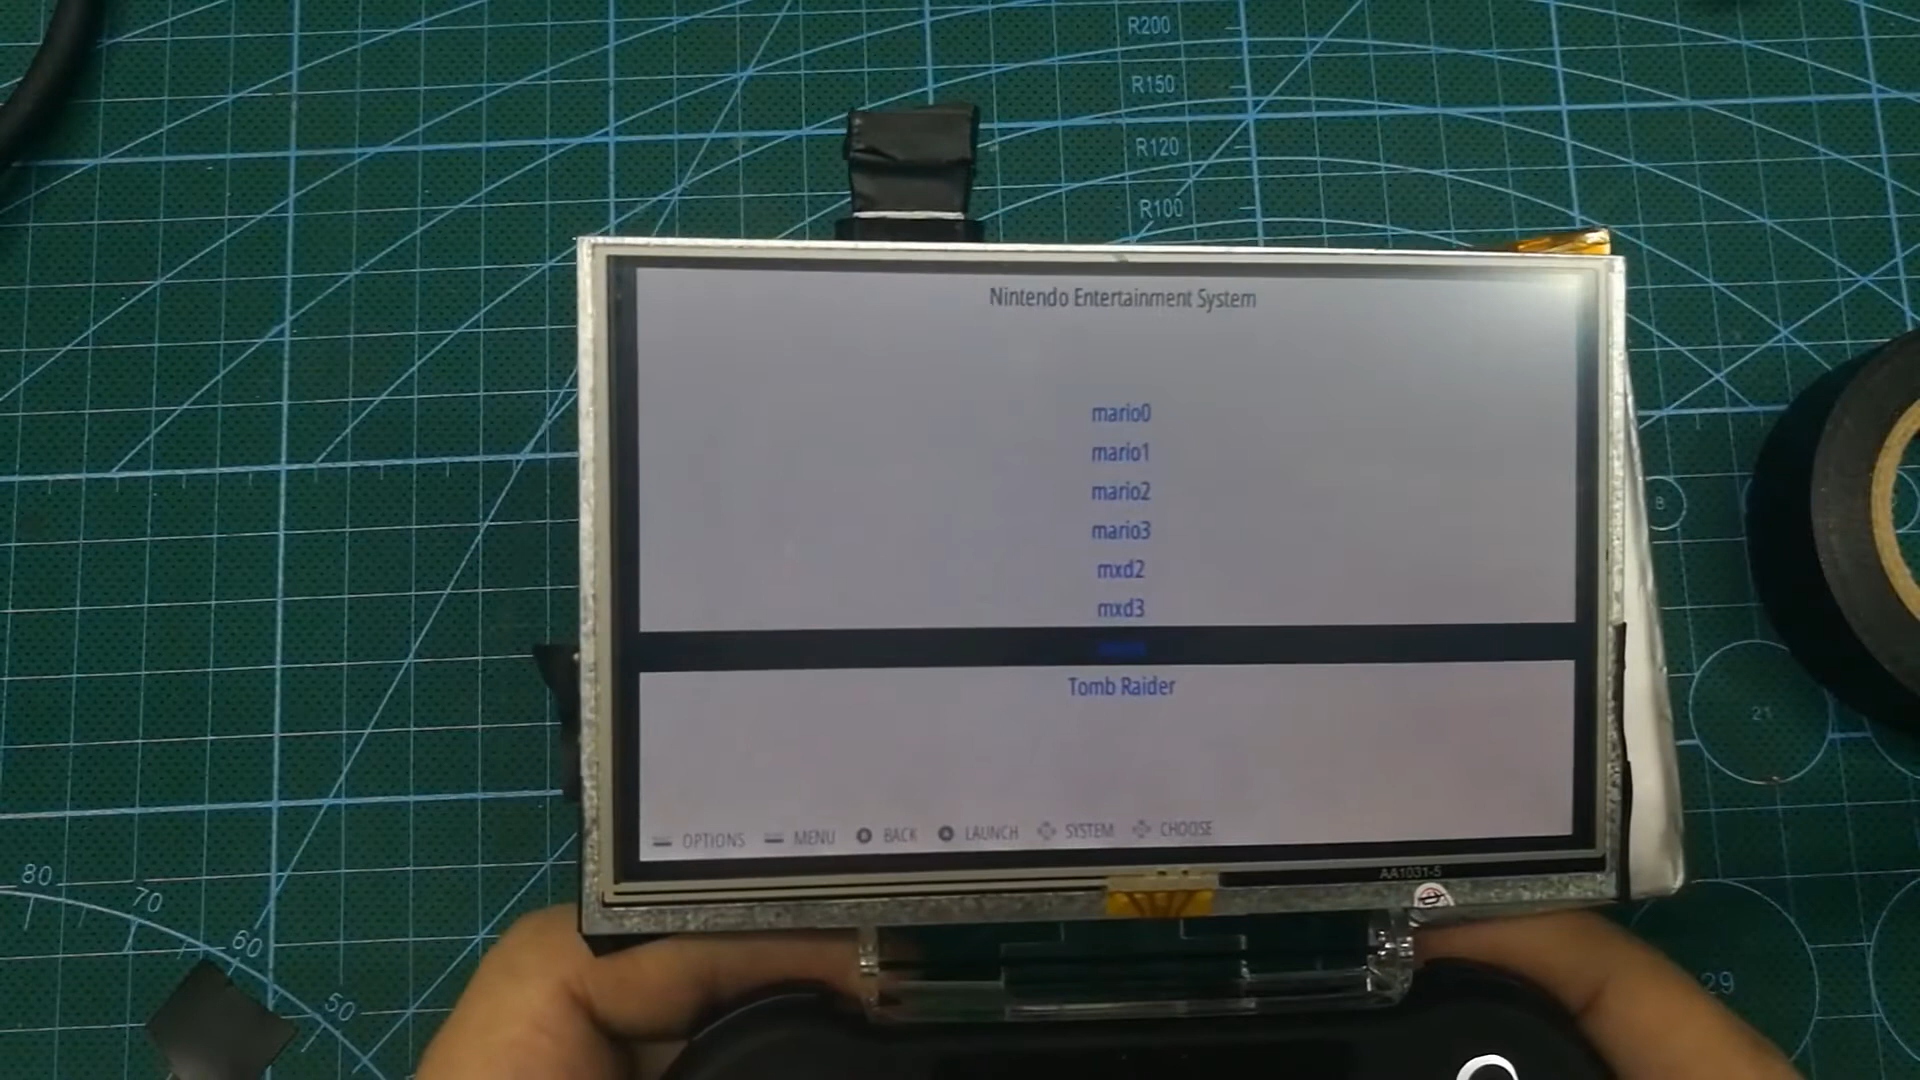 R200
R150
R120
R100
Nintendo Entertainment System
mario0
mario1
mario2
mario3
mxd2
mxd3
Tomb Raider
OPTIONS MENU BACK LAUNCH SYSTEM CHOOSE
AA1031-5
B
21
29
80
70
60
50